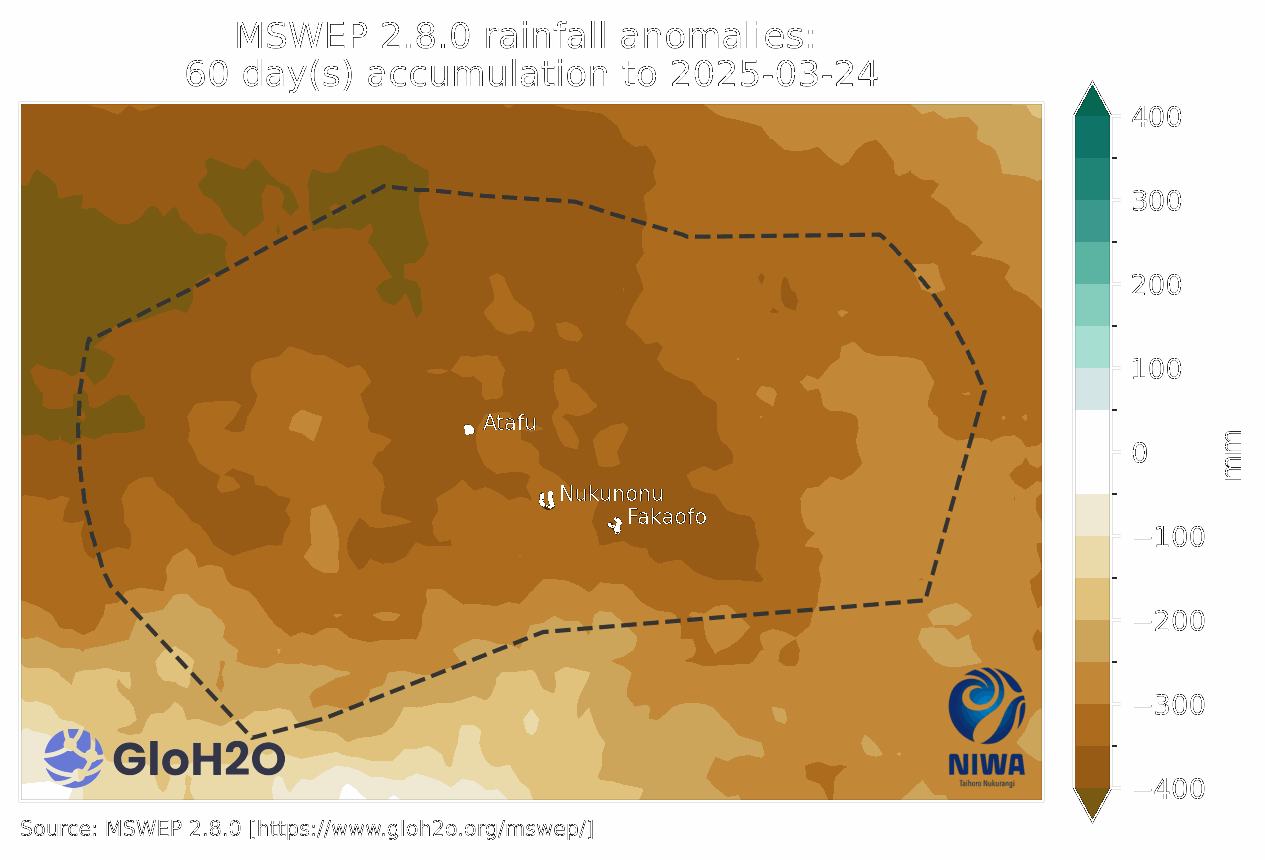 MSWEP 2.8.0 rainfall anomalies:
60 day(s) accumulation to 2025-03-24
400
300
200
100
0
−100
−200
−300
−400
mm
Atafu
Nukunonu
Fakaofo
GloH2O
NIWA
Taihoro Nukurangi
Source: MSWEP 2.8.0 [https://www.gloh2o.org/mswep/]